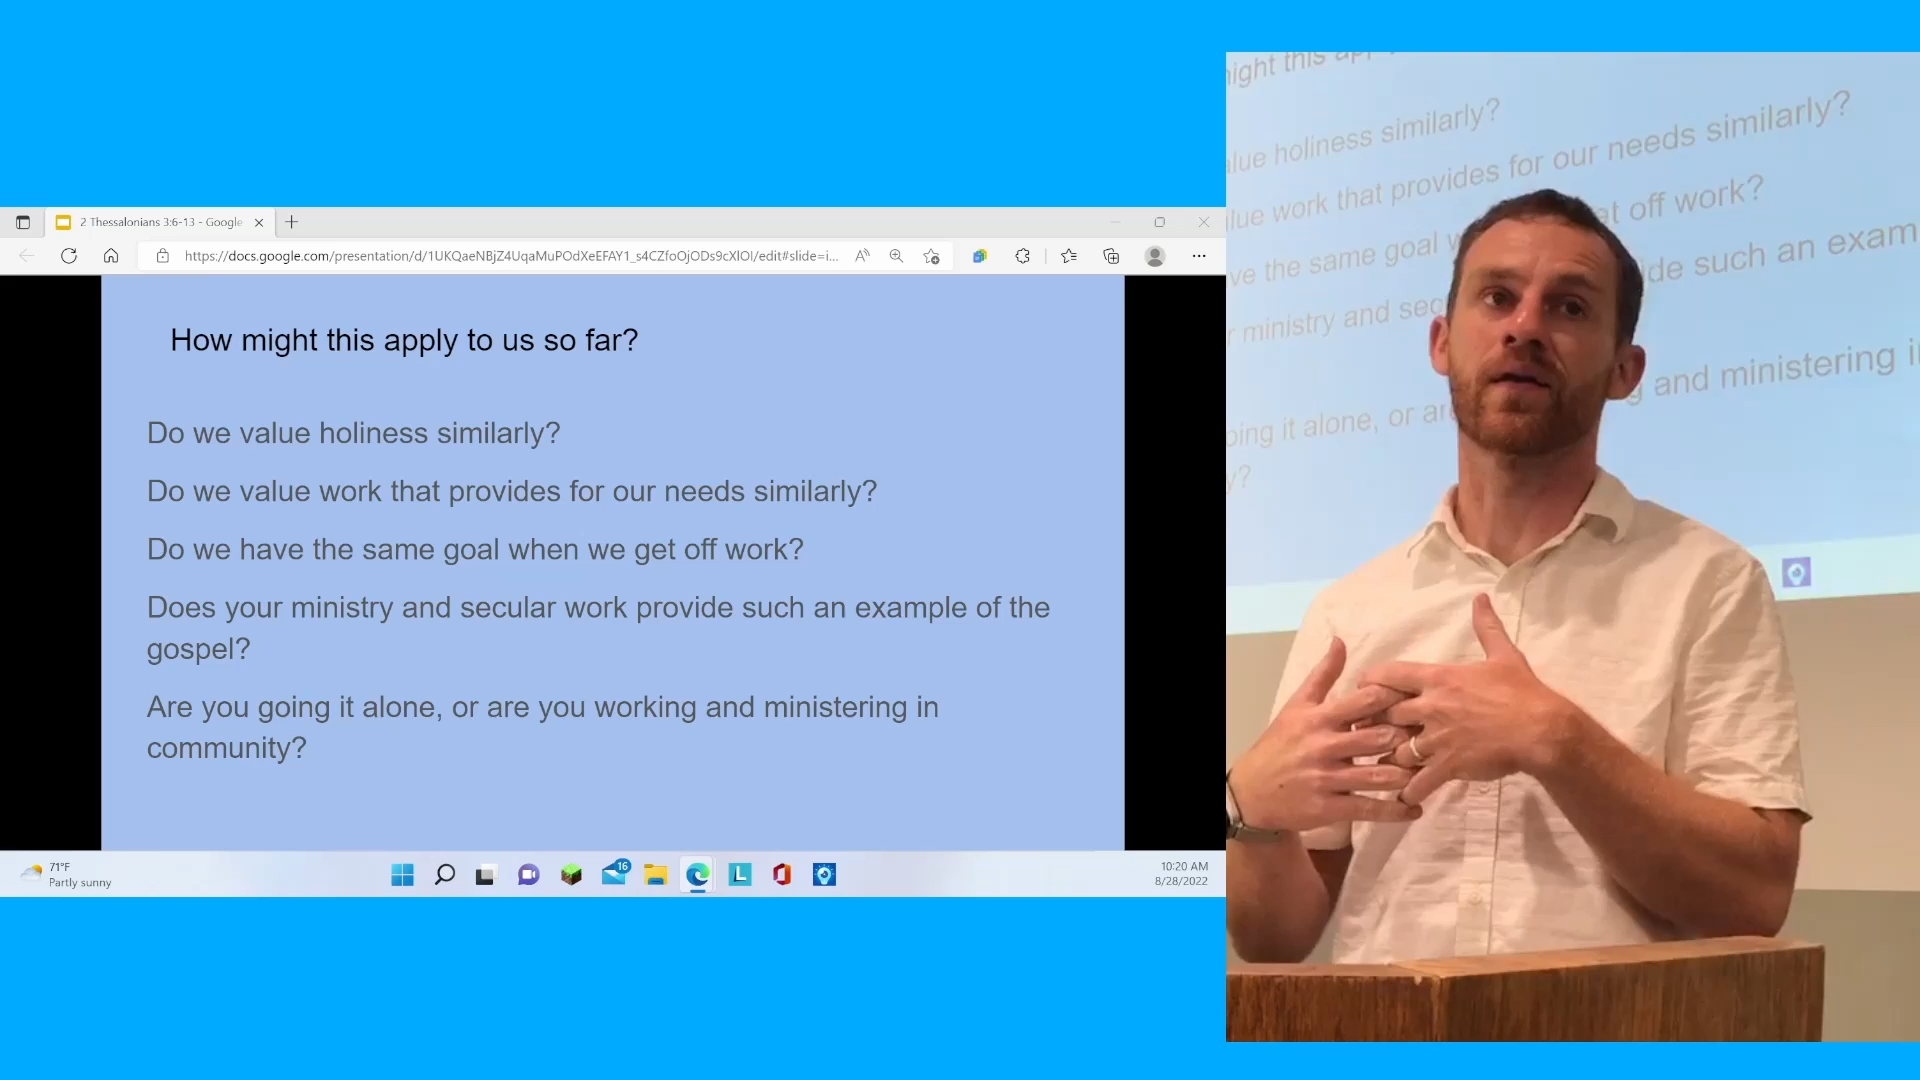 2 Thessalonians 3:6-13 - Google
https://docs.google.com/presentation/d/1UKQaeNBjZ4UqaMuPOdXeEFAY1_s4CZfoOjODs9cXlOI/edit#slide=i...
How might this apply to us so far?
Do we value holiness similarly?
Do we value work that provides for our needs similarly?
Do we have the same goal when we get off work?
Does your ministry and secular work provide such an example of the
gospel?
Are you going it alone, or are you working and ministering in
community?
71°F
Partly sunny
16
L
10:20 AM
8/28/2022
might this
holiness similarly?
work that provides for our needs similarly?
ve the same goal
at off work?
ministry and sec
de such an exam
oing it alone, or ar
g and ministering i
y?